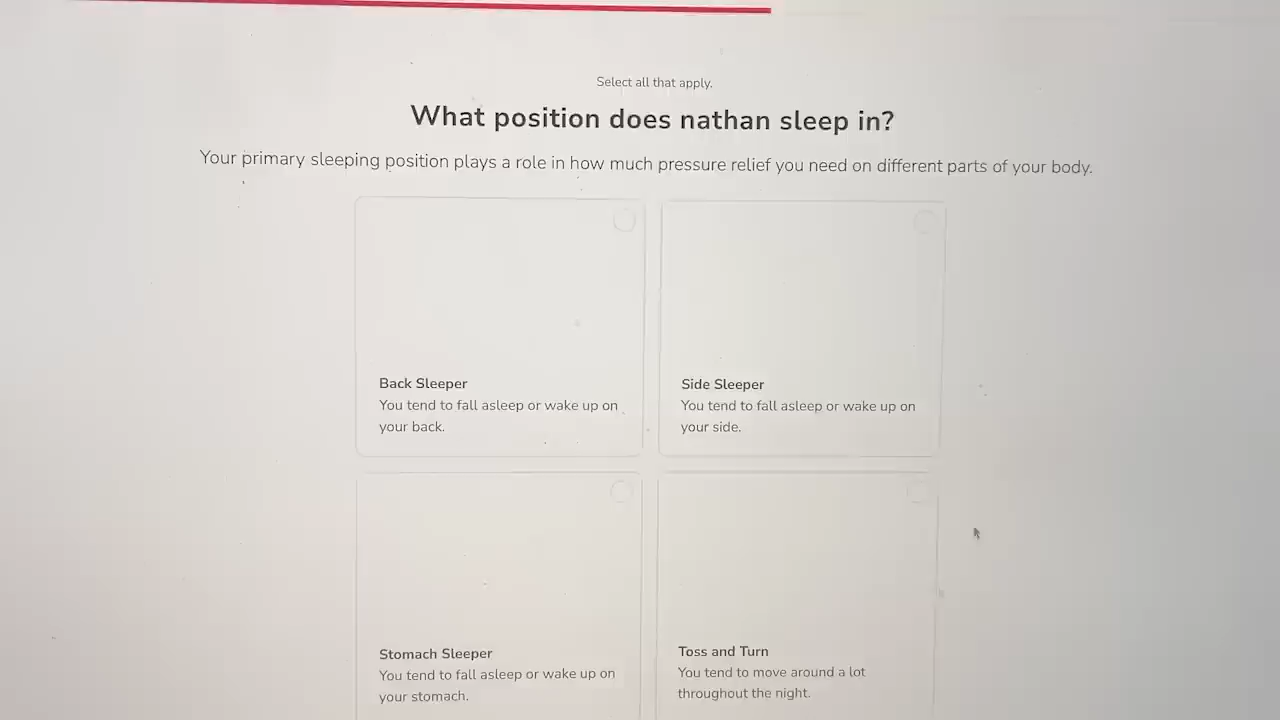 Select all that apply.
What position does nathan sleep in?
Your primary sleeping position plays a role in how much pressure relief you need on different parts of your body.
Back Sleeper
You tend to fall asleep or wake up on
your back.
Side Sleeper
You tend to fall asleep or wake up on
your side.
Stomach Sleeper
You tend to fall asleep or wake up on
your stomach.
Toss and Turn
You tend to move around a lot
throughout the night.